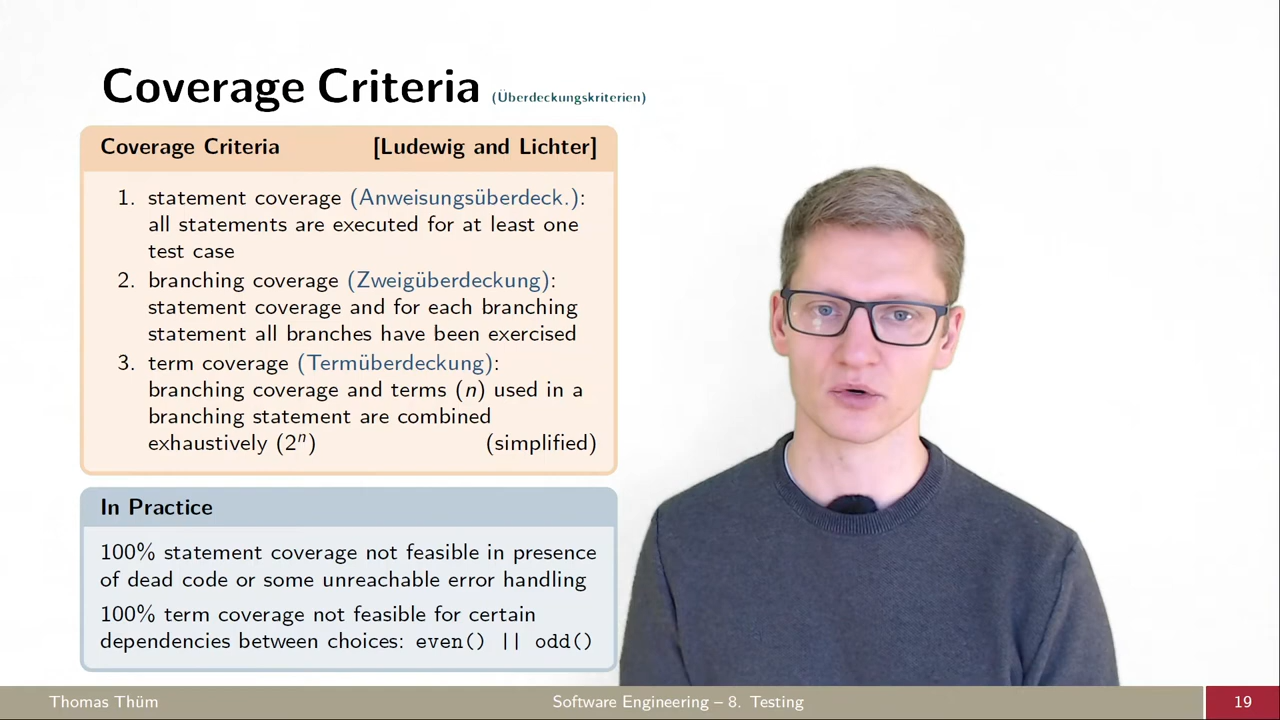 Coverage Criteria (Überdeckungskriterien)
Coverage Criteria [Ludewig and Lichter]
1. statement coverage (Anweisungsüberdeck.):
all statements are executed for at least one
test case
2. branching coverage (Zweigüberdeckung):
statement coverage and for each branching
statement all branches have been exercised
3. term coverage (Termüberdeckung):
branching coverage and terms (n) used in a
branching statement are combined
exhaustively (2ⁿ) (simplified)
In Practice
100% statement coverage not feasible in presence
of dead code or some unreachable error handling
100% term coverage not feasible for certain
dependencies between choices: even() || odd()
Thomas Thüm Software Engineering – 8. Testing 19